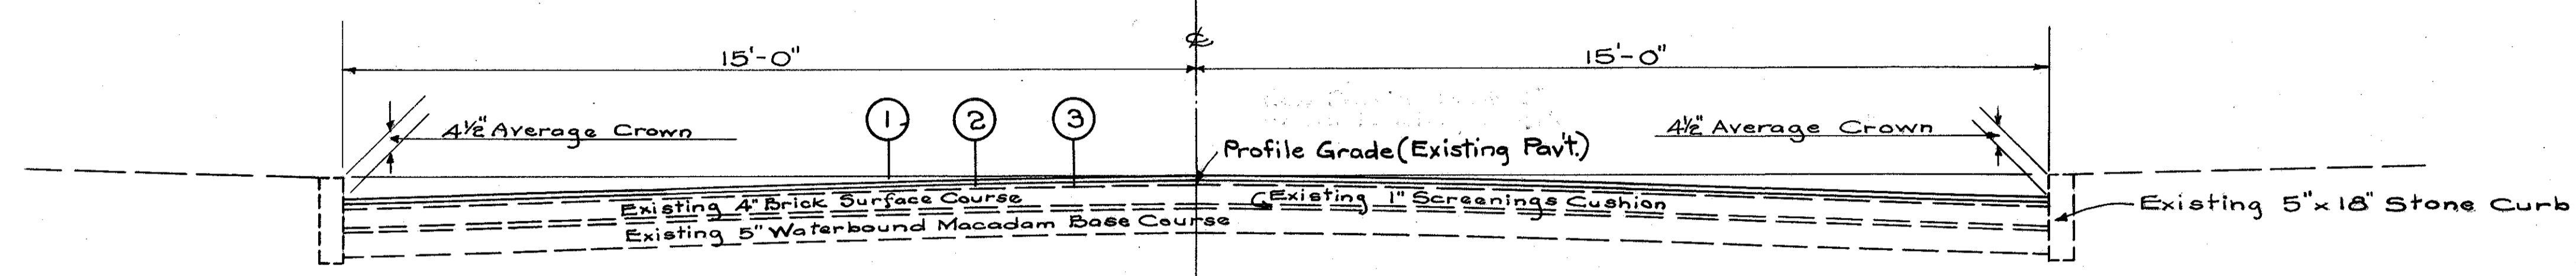 15'-0"
℄
15'-0"
1 2 3
4½" Average Crown
4½" Average Crown
Profile Grade (Existing Pav't.)
Existing 4" Brick Surface Course
Existing 1" Screenings Cushion
Existing 5"x18" Stone Curb
Existing 5" Waterbound Macadam Base Course